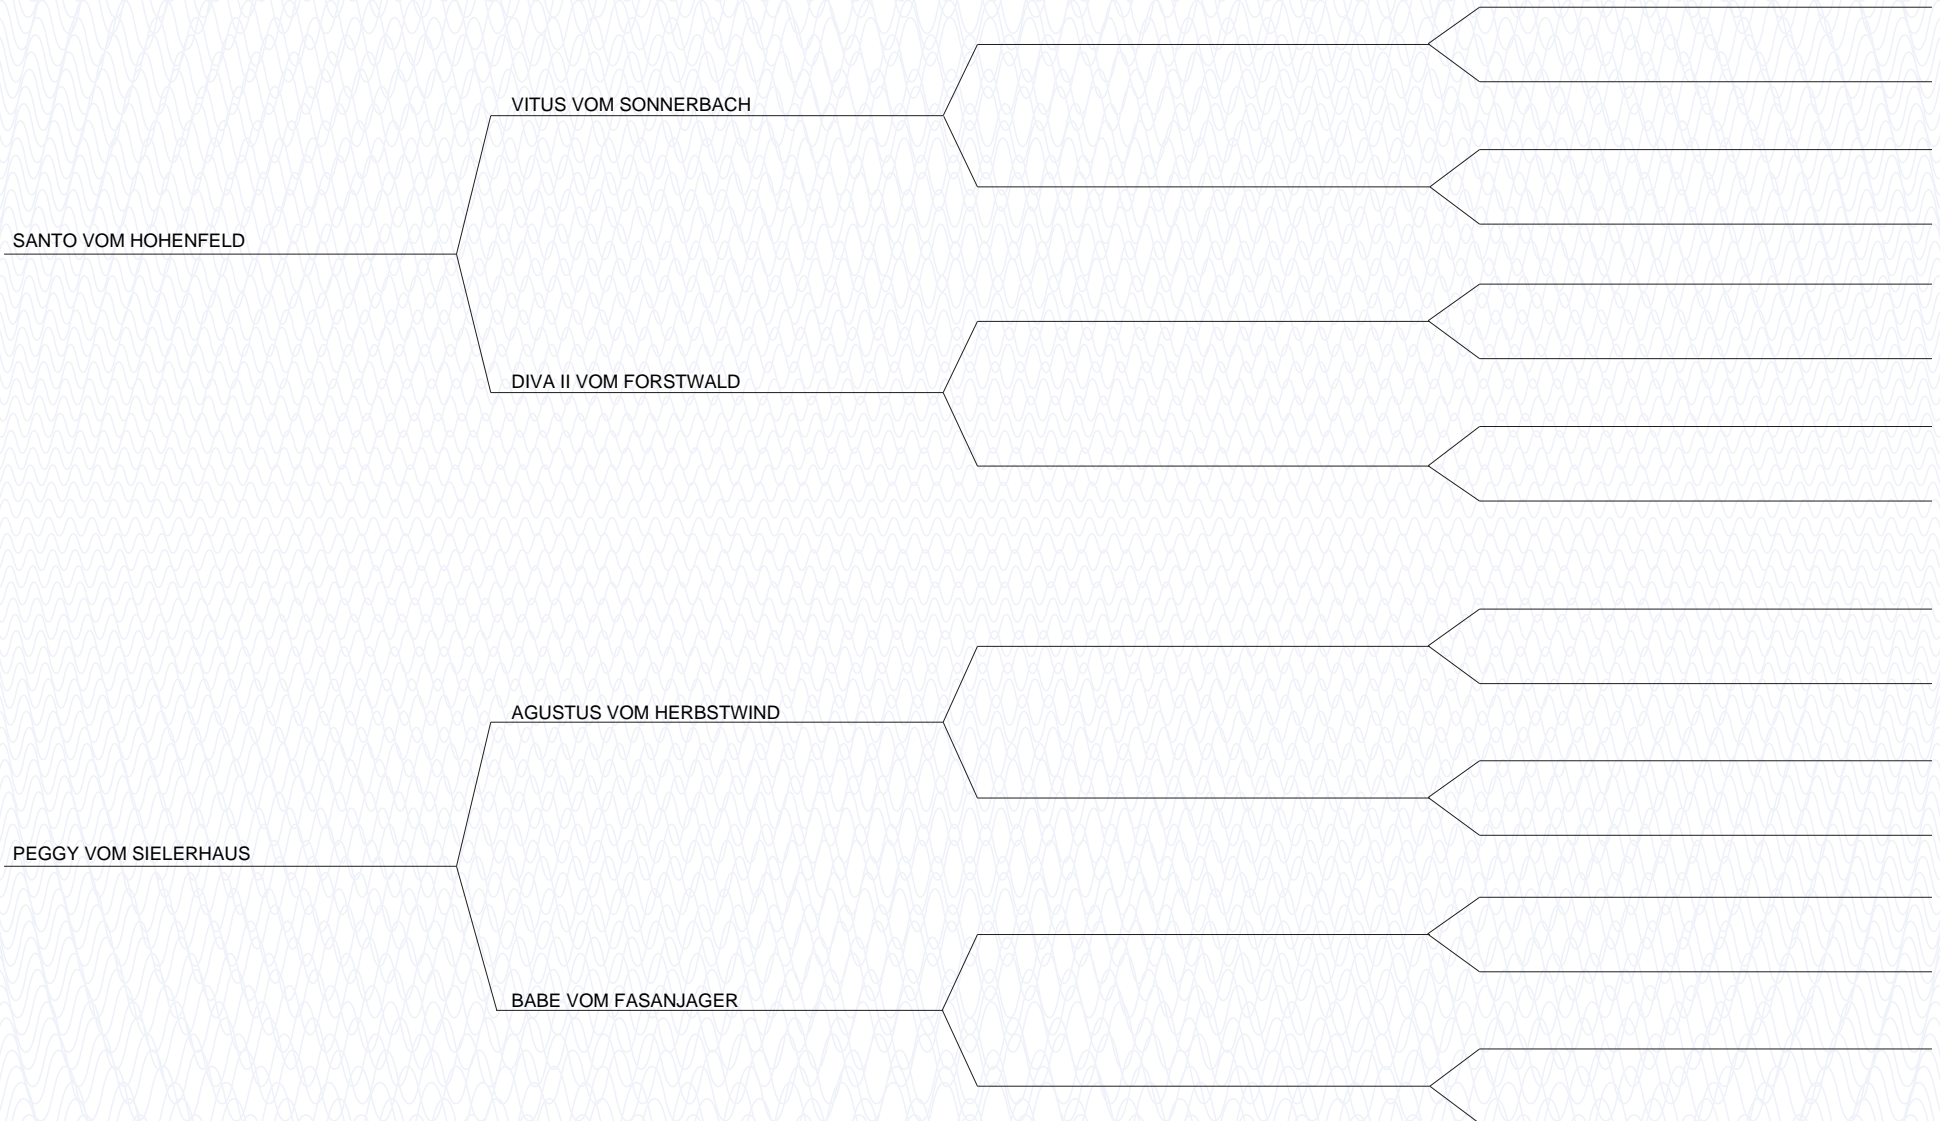 VITUS VOM SONNERBACH
SANTO VOM HOHENFELD
DIVA II VOM FORSTWALD
AGUSTUS VOM HERBSTWIND
PEGGY VOM SIELERHAUS
BABE VOM FASANJAGER